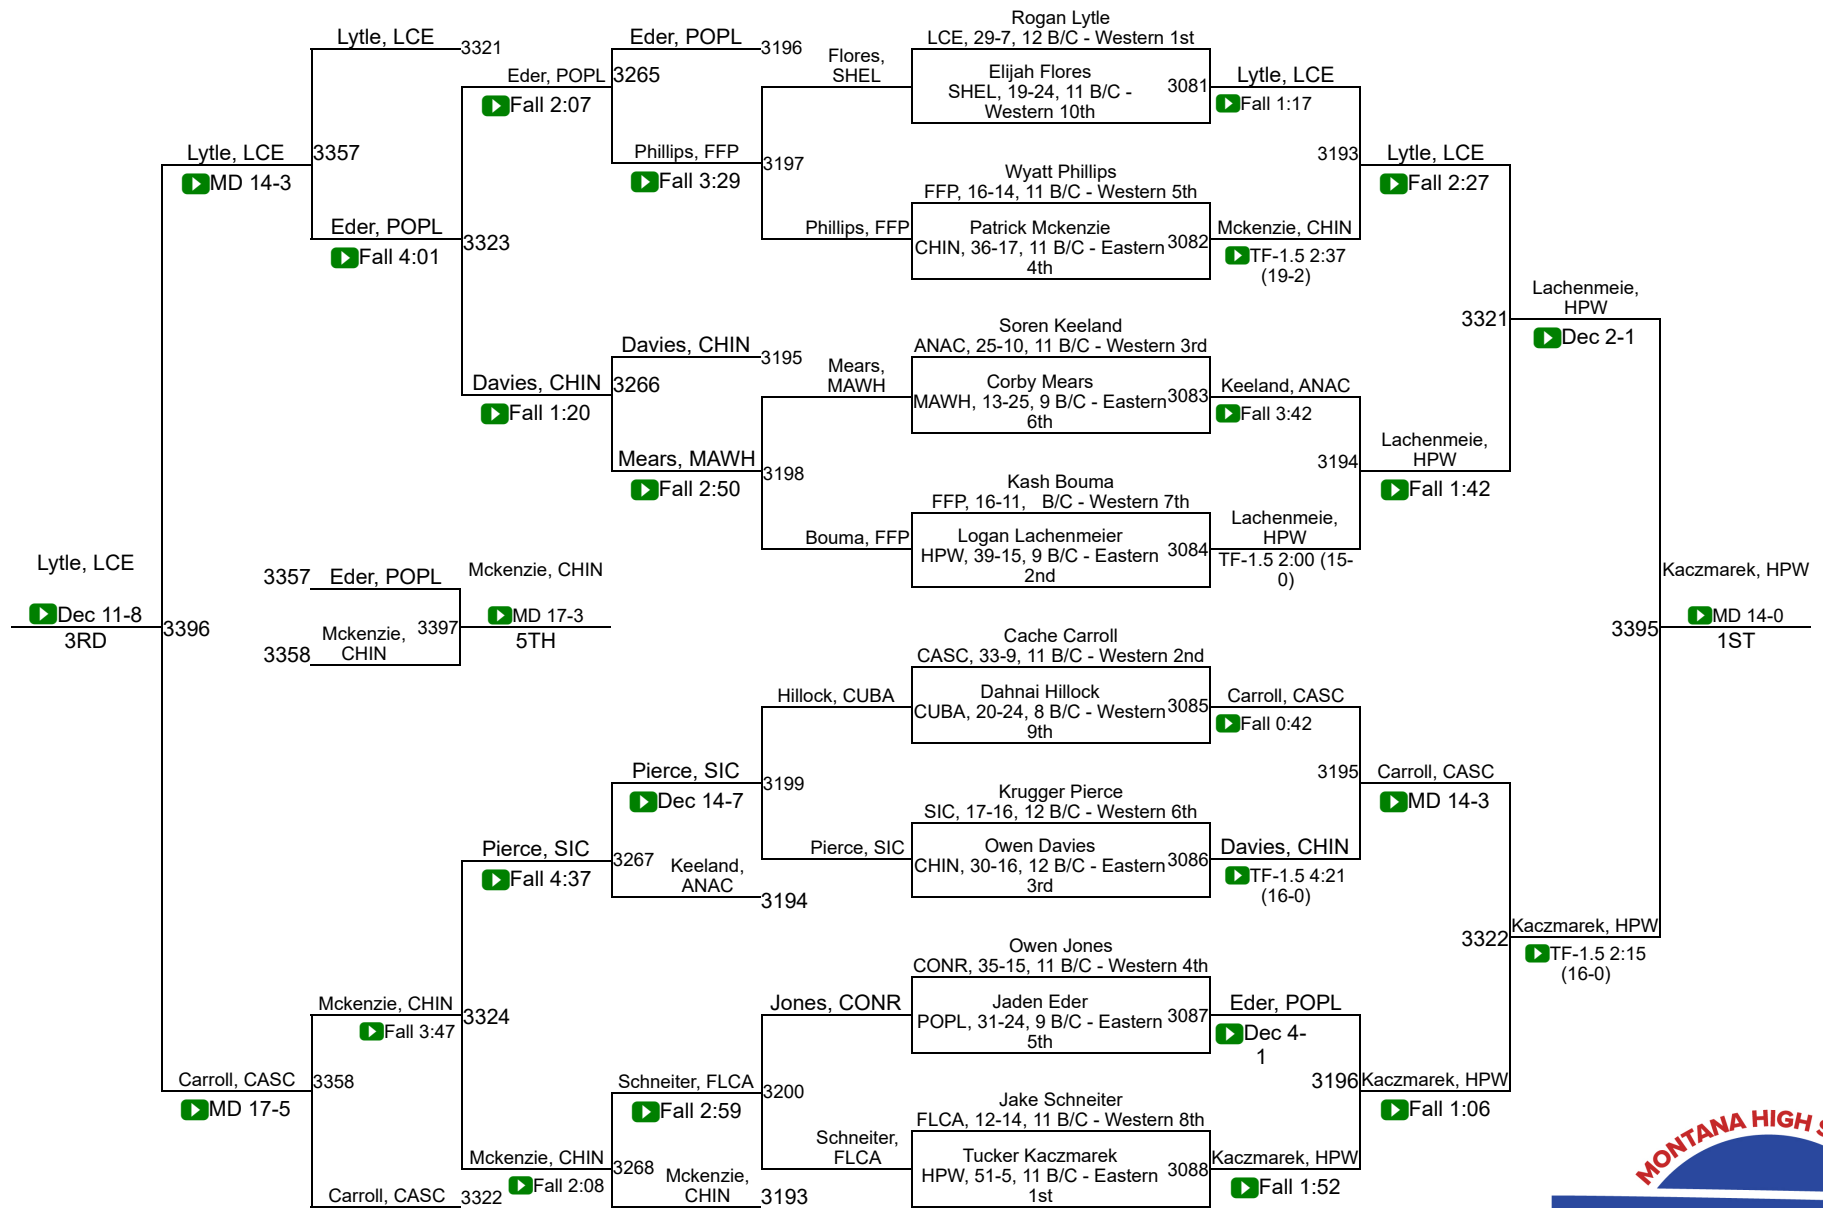 Lytle, LCE
3321
Eder, POPL
3265
Fall 2:07
Eder, POPL
3196
Lytle, LCE
3357
MD 14-3
Phillips, FFP
3197
Fall 3:29
Eder, POPL
3323
Fall 4:01
Davies, CHIN
3195
Davies, CHIN
3266
Fall 1:20
Mears, MAWH
3198
Fall 2:50
Flores,
SHEL
Phillips, FFP
Mears,
MAWH
Bouma, FFP
Rogan Lytle
LCE, 29-7, 12 B/C - Western 1st
Elijah Flores
SHEL, 19-24, 11 B/C -
Western 10th
3081
Lytle, LCE
Fall 1:17
Wyatt Phillips
FFP, 16-14, 11 B/C - Western 5th
Patrick Mckenzie
CHIN, 36-17, 11 B/C - Eastern
4th
3082
Mckenzie, CHIN
TF-1.5 2:37
(19-2)
3193
Lytle, LCE
Fall 2:27
Soren Keeland
ANAC, 25-10, 11 B/C - Western 3rd
Corby Mears
MAWH, 13-25, 9 B/C - Eastern
6th
3083
Keeland, ANAC
Fall 3:42
Kash Bouma
FFP, 16-11,   B/C - Western 7th
Logan Lachenmeier
HPW, 39-15, 9 B/C - Eastern
2nd
3084
Lachenmeie,
HPW
TF-1.5 2:00 (15-
0)
3194
Lachenmeie,
HPW
Fall 1:42
3321
Lachenmeie,
HPW
Dec 2-1
Lytle, LCE
Dec 11-8
3RD
3396
3357
Eder, POPL
3358
Mckenzie,
CHIN
3397
Mckenzie, CHIN
MD 17-3
5TH
3395
Kaczmarek, HPW
MD 14-0
1ST
Hillock, CUBA
Pierce, SIC
3199
Dec 14-7
Pierce, SIC
Pierce, SIC
3267
Fall 4:37
Keeland,
ANAC
3194
Cache Carroll
CASC, 33-9, 11 B/C - Western 2nd
Dahnai Hillock
CUBA, 20-24, 8 B/C - Western
9th
3085
Carroll, CASC
Fall 0:42
Krugger Pierce
SIC, 17-16, 12 B/C - Western 6th
Owen Davies
CHIN, 30-16, 12 B/C - Eastern
3rd
3086
Davies, CHIN
TF-1.5 4:21
(16-0)
3195
Carroll, CASC
MD 14-3
Mckenzie, CHIN
3324
Fall 3:47
Carroll, CASC
3358
MD 17-5
Carroll, CASC
3322
Mckenzie, CHIN
3268
Fall 2:08
Schneiter, FLCA
3200
Fall 2:59
Mckenzie,
CHIN
3193
Jones, CONR
Schneiter,
FLCA
Owen Jones
CONR, 35-15, 11 B/C - Western 4th
Jaden Eder
POPL, 31-24, 9 B/C - Eastern
5th
3087
Eder, POPL
Dec 4-
1
Jake Schneiter
FLCA, 12-14, 11 B/C - Western 8th
Tucker Kaczmarek
HPW, 51-5, 11 B/C - Eastern
1st
3088
Kaczmarek, HPW
Fall 1:52
3196
Kaczmarek, HPW
Fall 1:06
3322
Kaczmarek, HPW
TF-1.5 2:15
(16-0)
MONTANA HIGH S